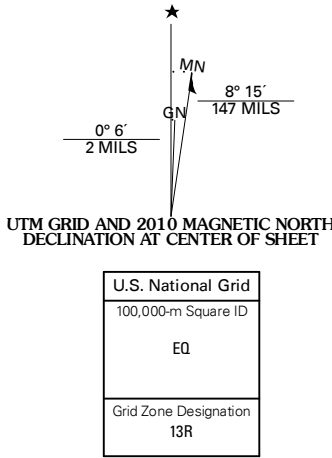 MN
GN
8° 15´
147 MILS
0° 6´
2 MILS
UTM GRID AND 2010 MAGNETIC NORTH
DECLINATION AT CENTER OF SHEET
U.S. National Grid
100,000-m Square ID
EQ
Grid Zone Designation
13R